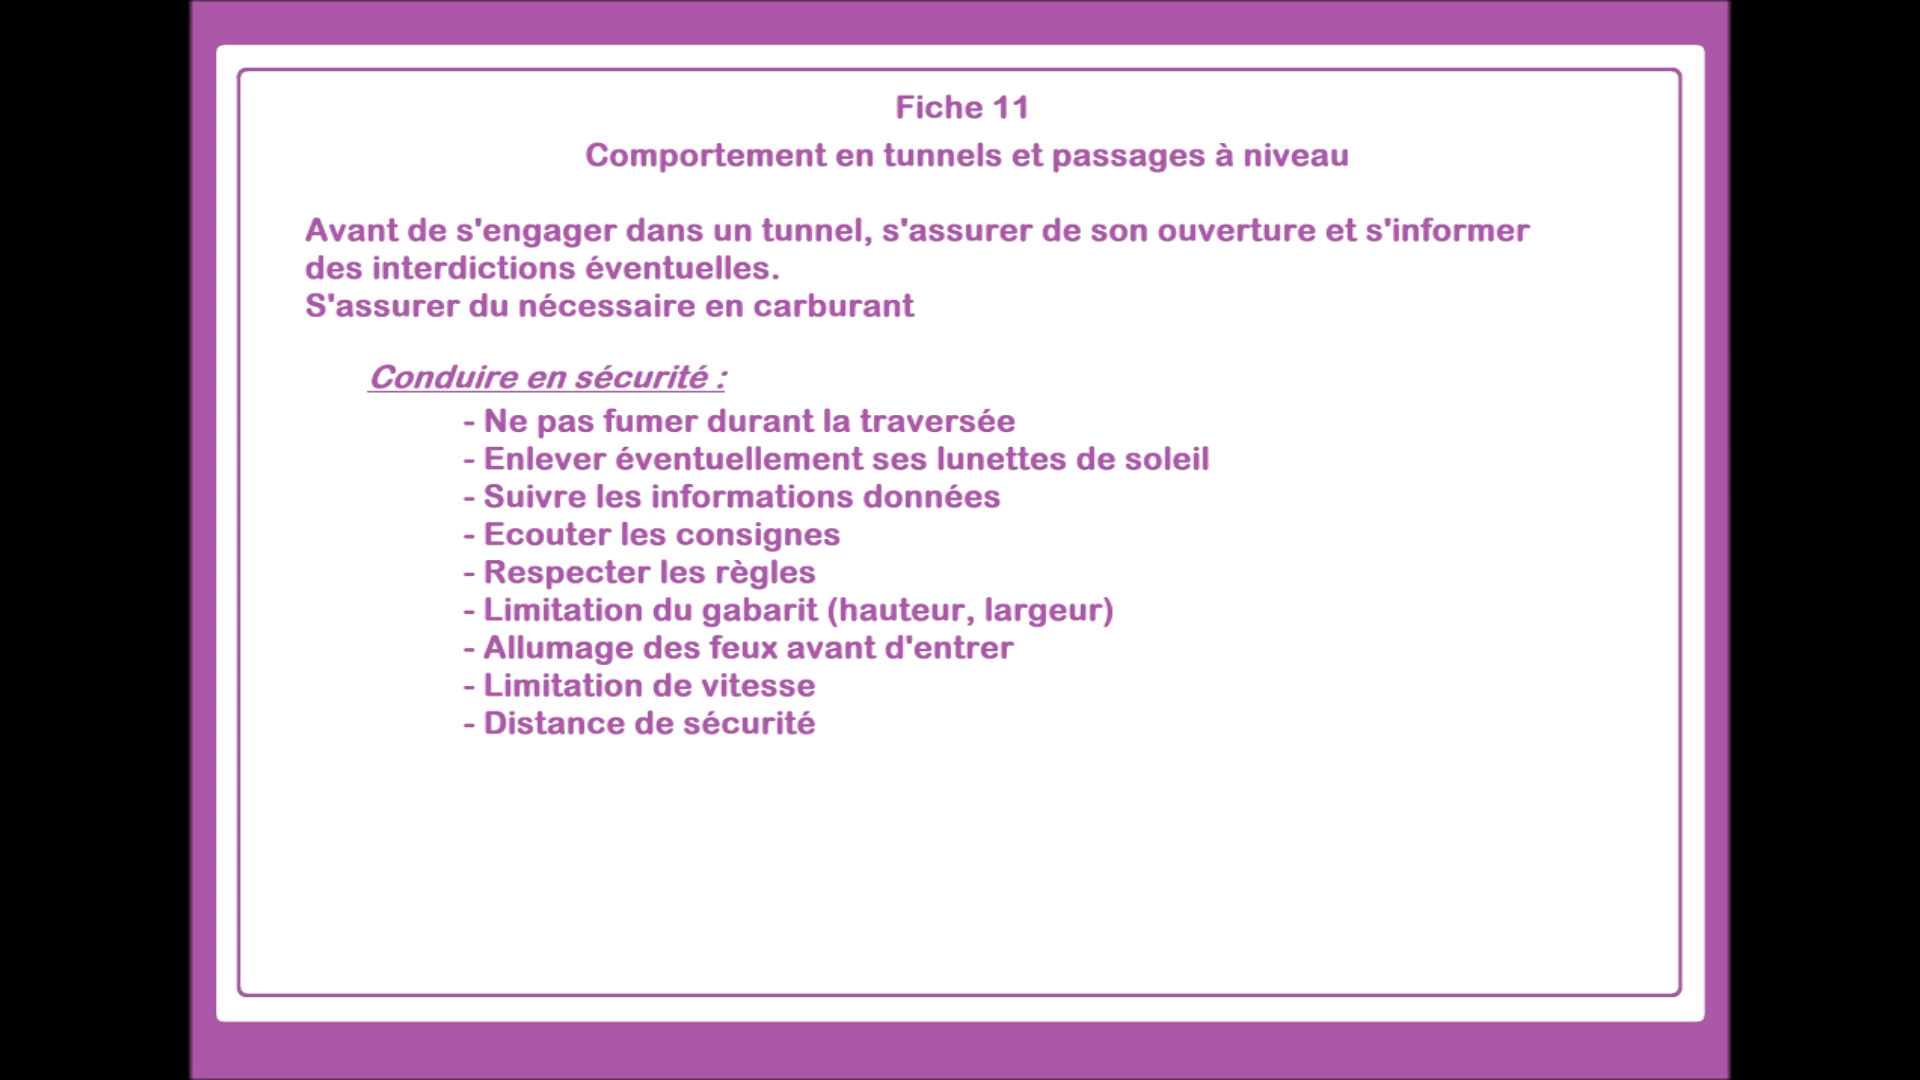 Fiche 11
Comportement en tunnels et passages à niveau
Avant de s'engager dans un tunnel, s'assurer de son ouverture et s'informer
des interdictions éventuelles.
S'assurer du nécessaire en carburant
Conduire en sécurité :
- Ne pas fumer durant la traversée
- Enlever éventuellement ses lunettes de soleil
- Suivre les informations données
- Ecouter les consignes
- Respecter les règles
- Limitation du gabarit (hauteur, largeur)
- Allumage des feux avant d'entrer
- Limitation de vitesse
- Distance de sécurité